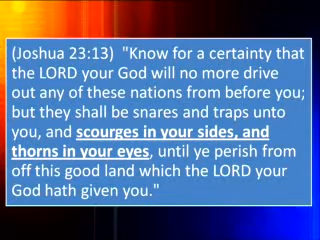 (Joshua 23:13)  "Know for a certainty that
the LORD your God will no more drive
out any of these nations from before you;
but they shall be snares and traps unto
you, and scourges in your sides, and
thorns in your eyes, until ye perish from
off this good land which the LORD your
God hath given you."